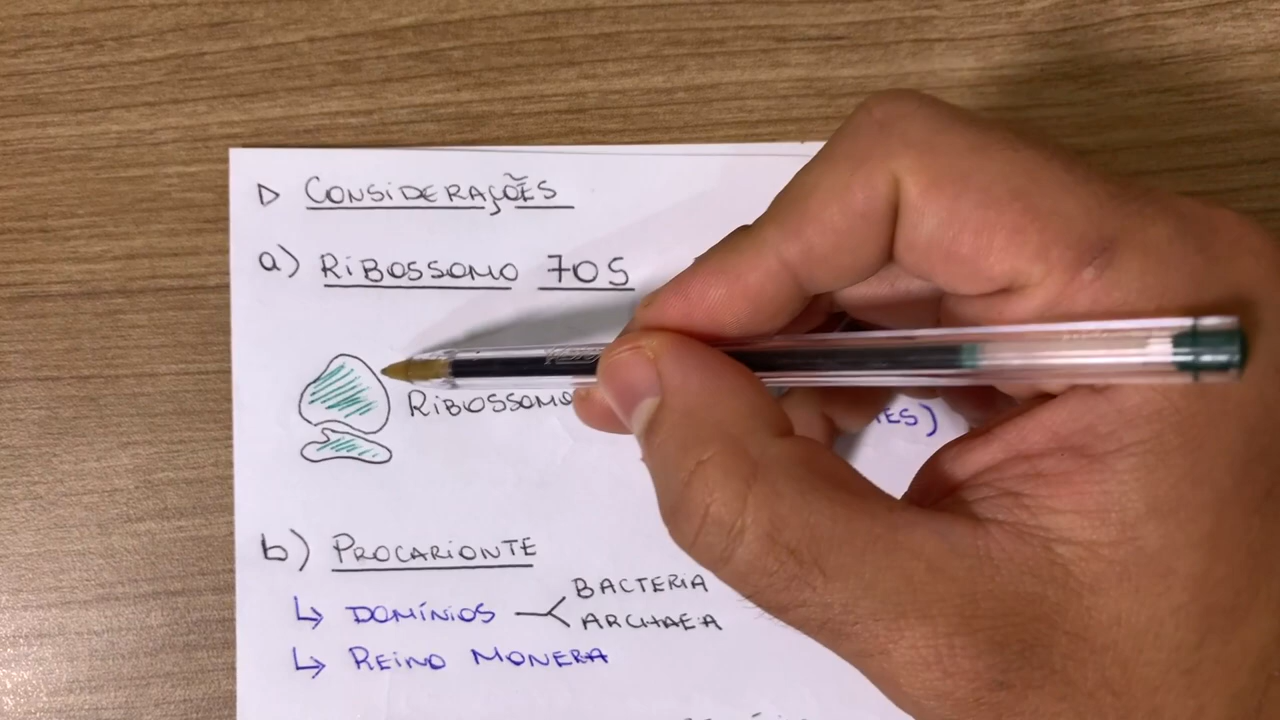 ▷ CONSIDERAÇÕES
a) RIBOSSOMO 70S
RIBOSSOMO
b) PROCARIONTE
↳ DOMÍNIOS
BACTERIA
ARCHAEA
↳ REINO MONERA